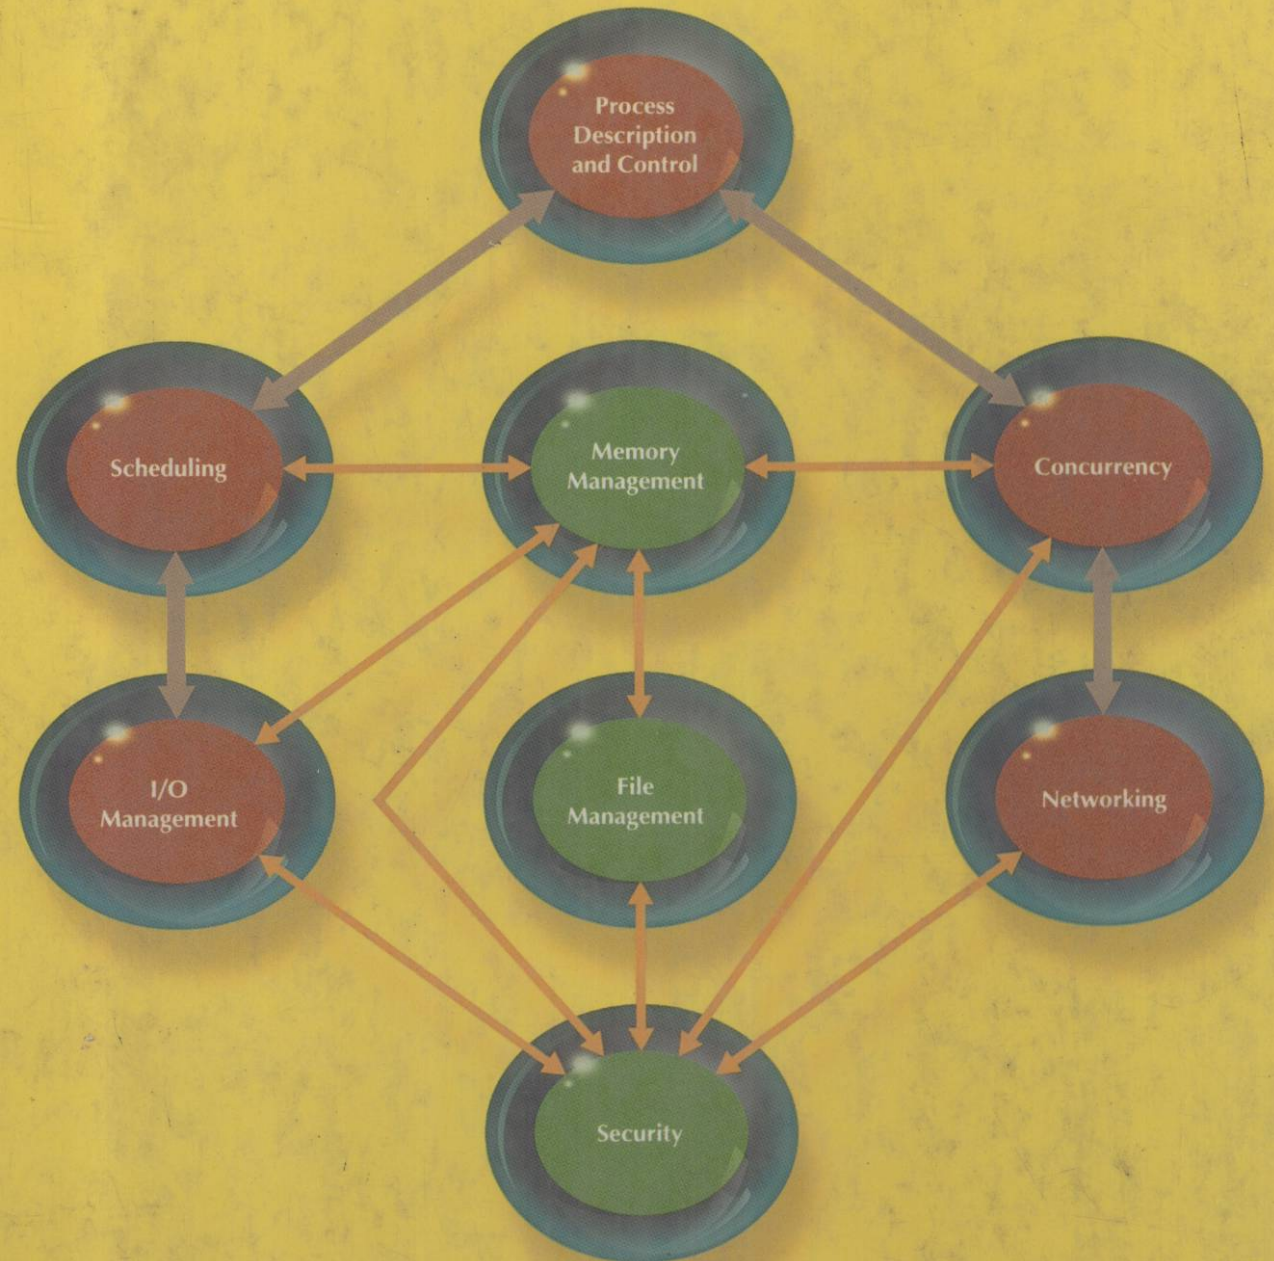 Process
Description
and Control
Scheduling
Memory
Management
Concurrency
I/O
Management
File
Management
Networking
Security